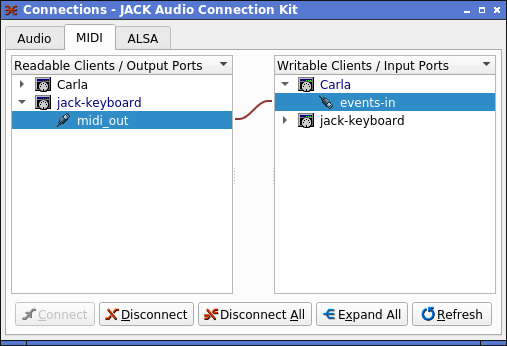 Connections - JACK Audio Connection Kit
Audio MIDI ALSA
Readable Clients / Output Ports Writable Clients / Input Ports
Carla Carla
jack-keyboard events-in
midi_out jack-keyboard
Connect Disconnect Disconnect All Expand All Refresh